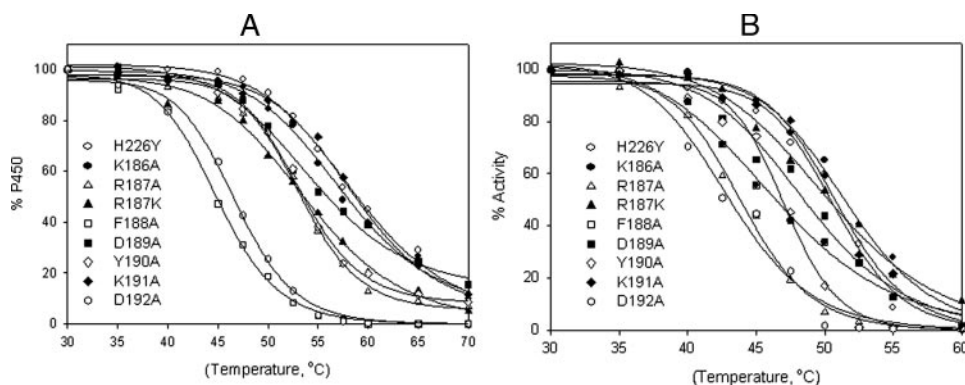 A
B
% P450
100
80
60
40
20
0
H226Y
K186A
R187A
R187K
F188A
D189A
Y190A
K191A
D192A
30 35 40 45 50 55 60 65 70
(Temperature, °C)
% Activity
100
80
60
40
20
0
H226Y
K186A
R187A
R187K
F188A
D189A
Y190A
K191A
D192A
30 35 40 45 50 55 60
(Temperature, °C)